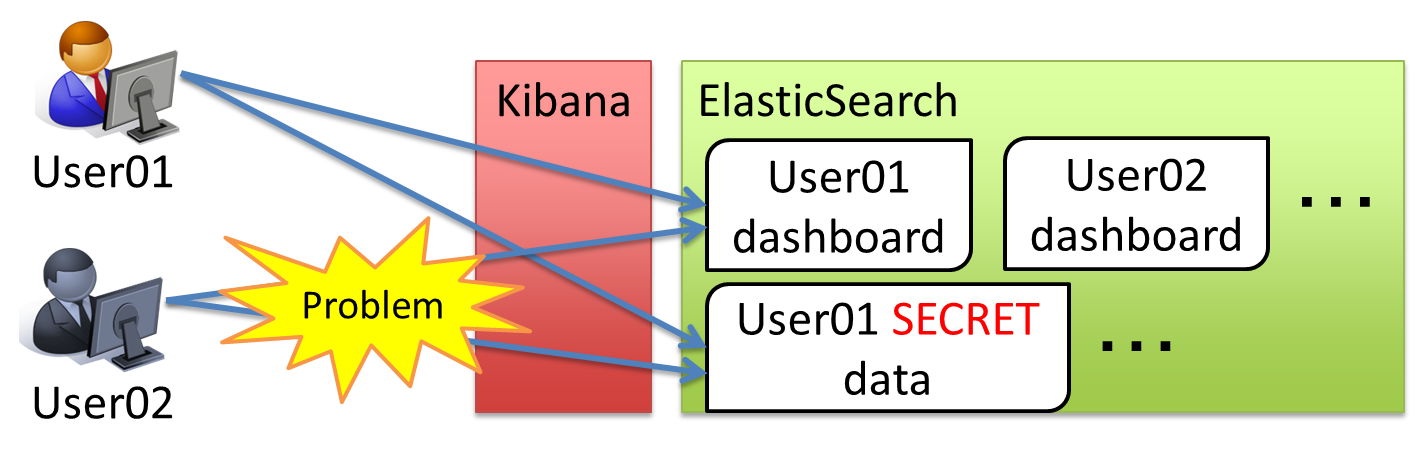 User01
User02
Problem
Kibana
ElasticSearch
User01
dashboard
User02
dashboard
...
User01 SECRET
data
...